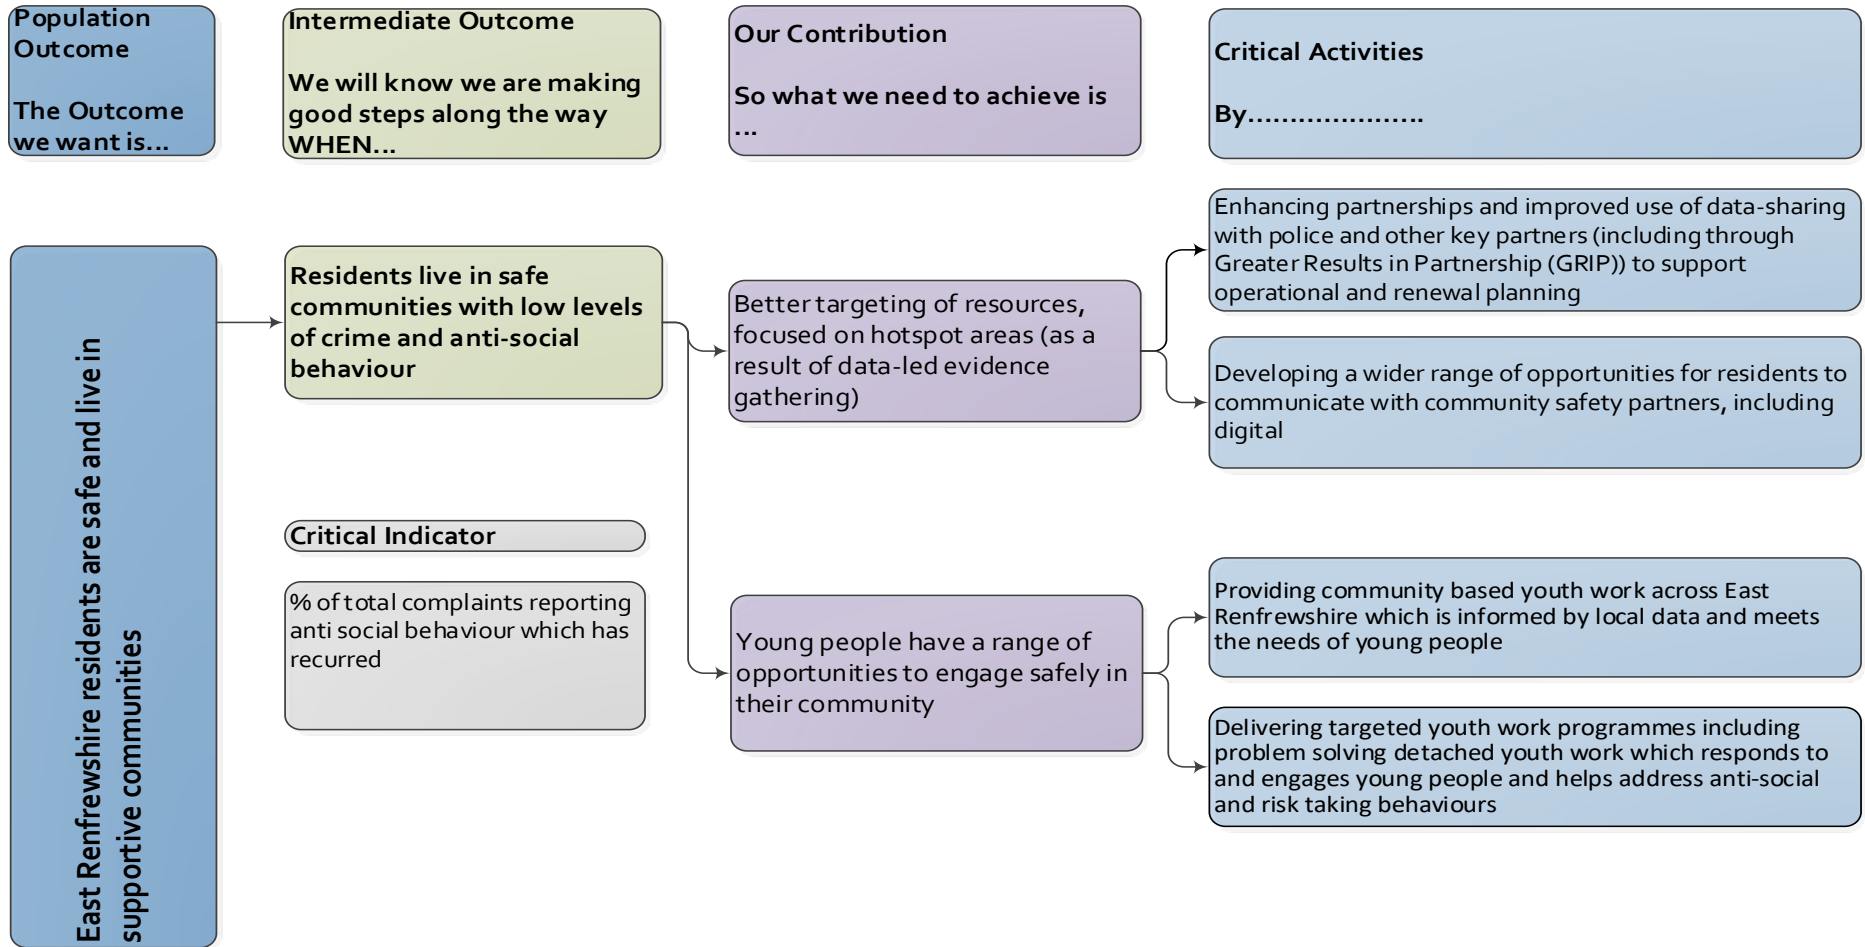 Population
Outcome
The Outcome
we want is...
Intermediate Outcome
We will know we are making
good steps along the way
WHEN...
Our Contribution
So what we need to achieve is
...
Critical Activities
By.....................
East Renfrewshire residents are safe and live in
supportive communities
Residents live in safe
communities with low levels
of crime and anti-social
behaviour
Critical Indicator
% of total complaints reporting
anti social behaviour which has
recurred
Better targeting of resources,
focused on hotspot areas (as a
result of data-led evidence
gathering)
Young people have a range of
opportunities to engage safely in
their community
Enhancing partnerships and improved use of data-sharing
with police and other key partners (including through
Greater Results in Partnership (GRIP)) to support
operational and renewal planning
Developing a wider range of opportunities for residents to
communicate with community safety partners, including
digital
Providing community based youth work across East
Renfrewshire which is informed by local data and meets
the needs of young people
Delivering targeted youth work programmes including
problem solving detached youth work which responds to
and engages young people and helps address anti-social
and risk taking behaviours